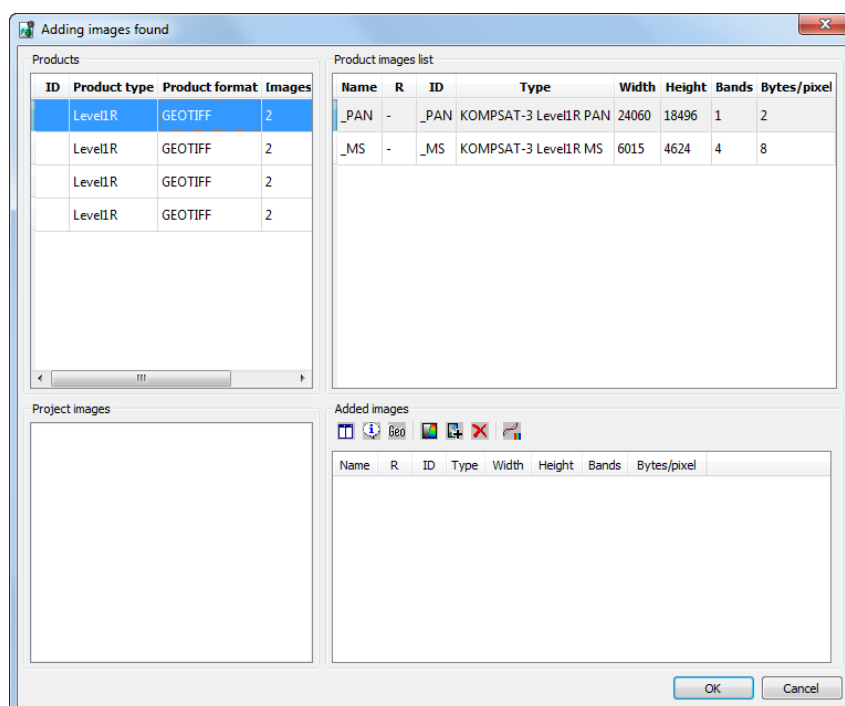 Adding images found
Products
ID Product type Product format Images
Level1R GEOTIFF 2
Level1R GEOTIFF 2
Level1R GEOTIFF 2
Level1R GEOTIFF 2
Product images list
Name R ID Type Width Height Bands Bytes/pixel
_PAN - _PAN KOMPSAT-3 Level1R PAN 24060 18496 1 2
_MS - _MS KOMPSAT-3 Level1R MS 6015 4624 4 8
Project images
Added images
Geo
Name R ID Type Width Height Bands Bytes/pixel
OK Cancel